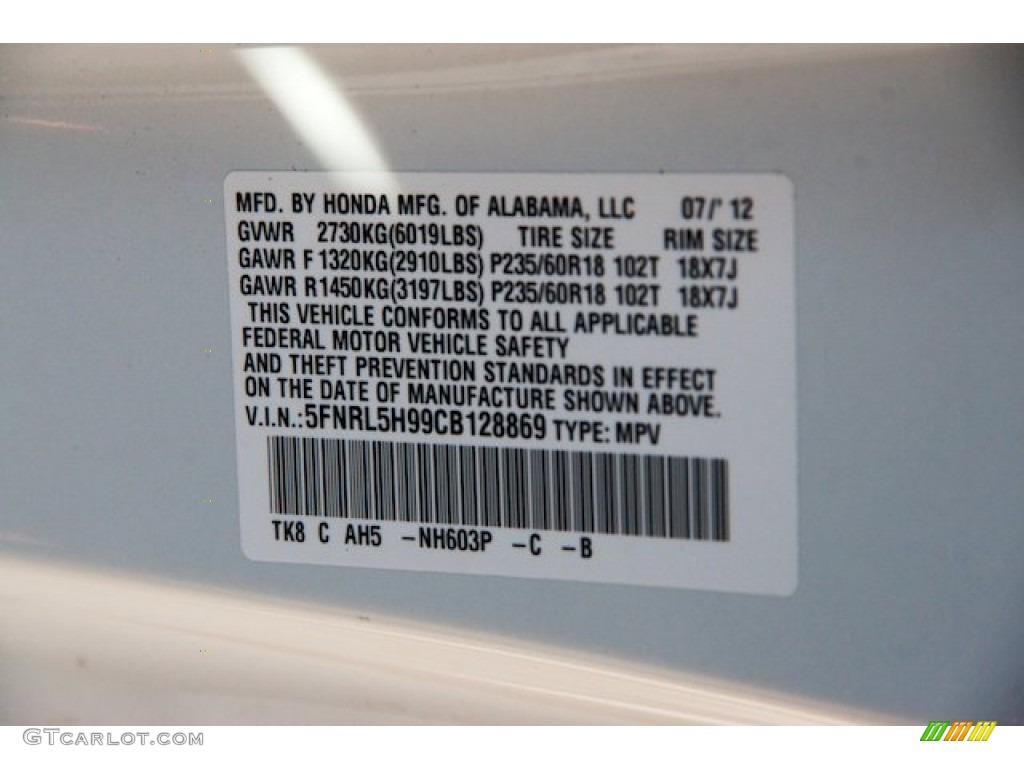 MFD. BY HONDA MFG. OF ALABAMA, LLC 07/' 12
GVWR 2730KG(6019LBS) TIRE SIZE RIM SIZE
GAWR F 1320KG(2910LBS) P235/60R18 102T 18X7J
GAWR R1450KG(3197LBS) P235/60R18 102T 18X7J
THIS VEHICLE CONFORMS TO ALL APPLICABLE
FEDERAL MOTOR VEHICLE SAFETY
AND THEFT PREVENTION STANDARDS IN EFFECT
ON THE DATE OF MANUFACTURE SHOWN ABOVE.
V.I.N.:5FNRL5H99CB128869 TYPE: MPV
TK8 C AH5 -NH603P -C -B
GTCARLOT.COM